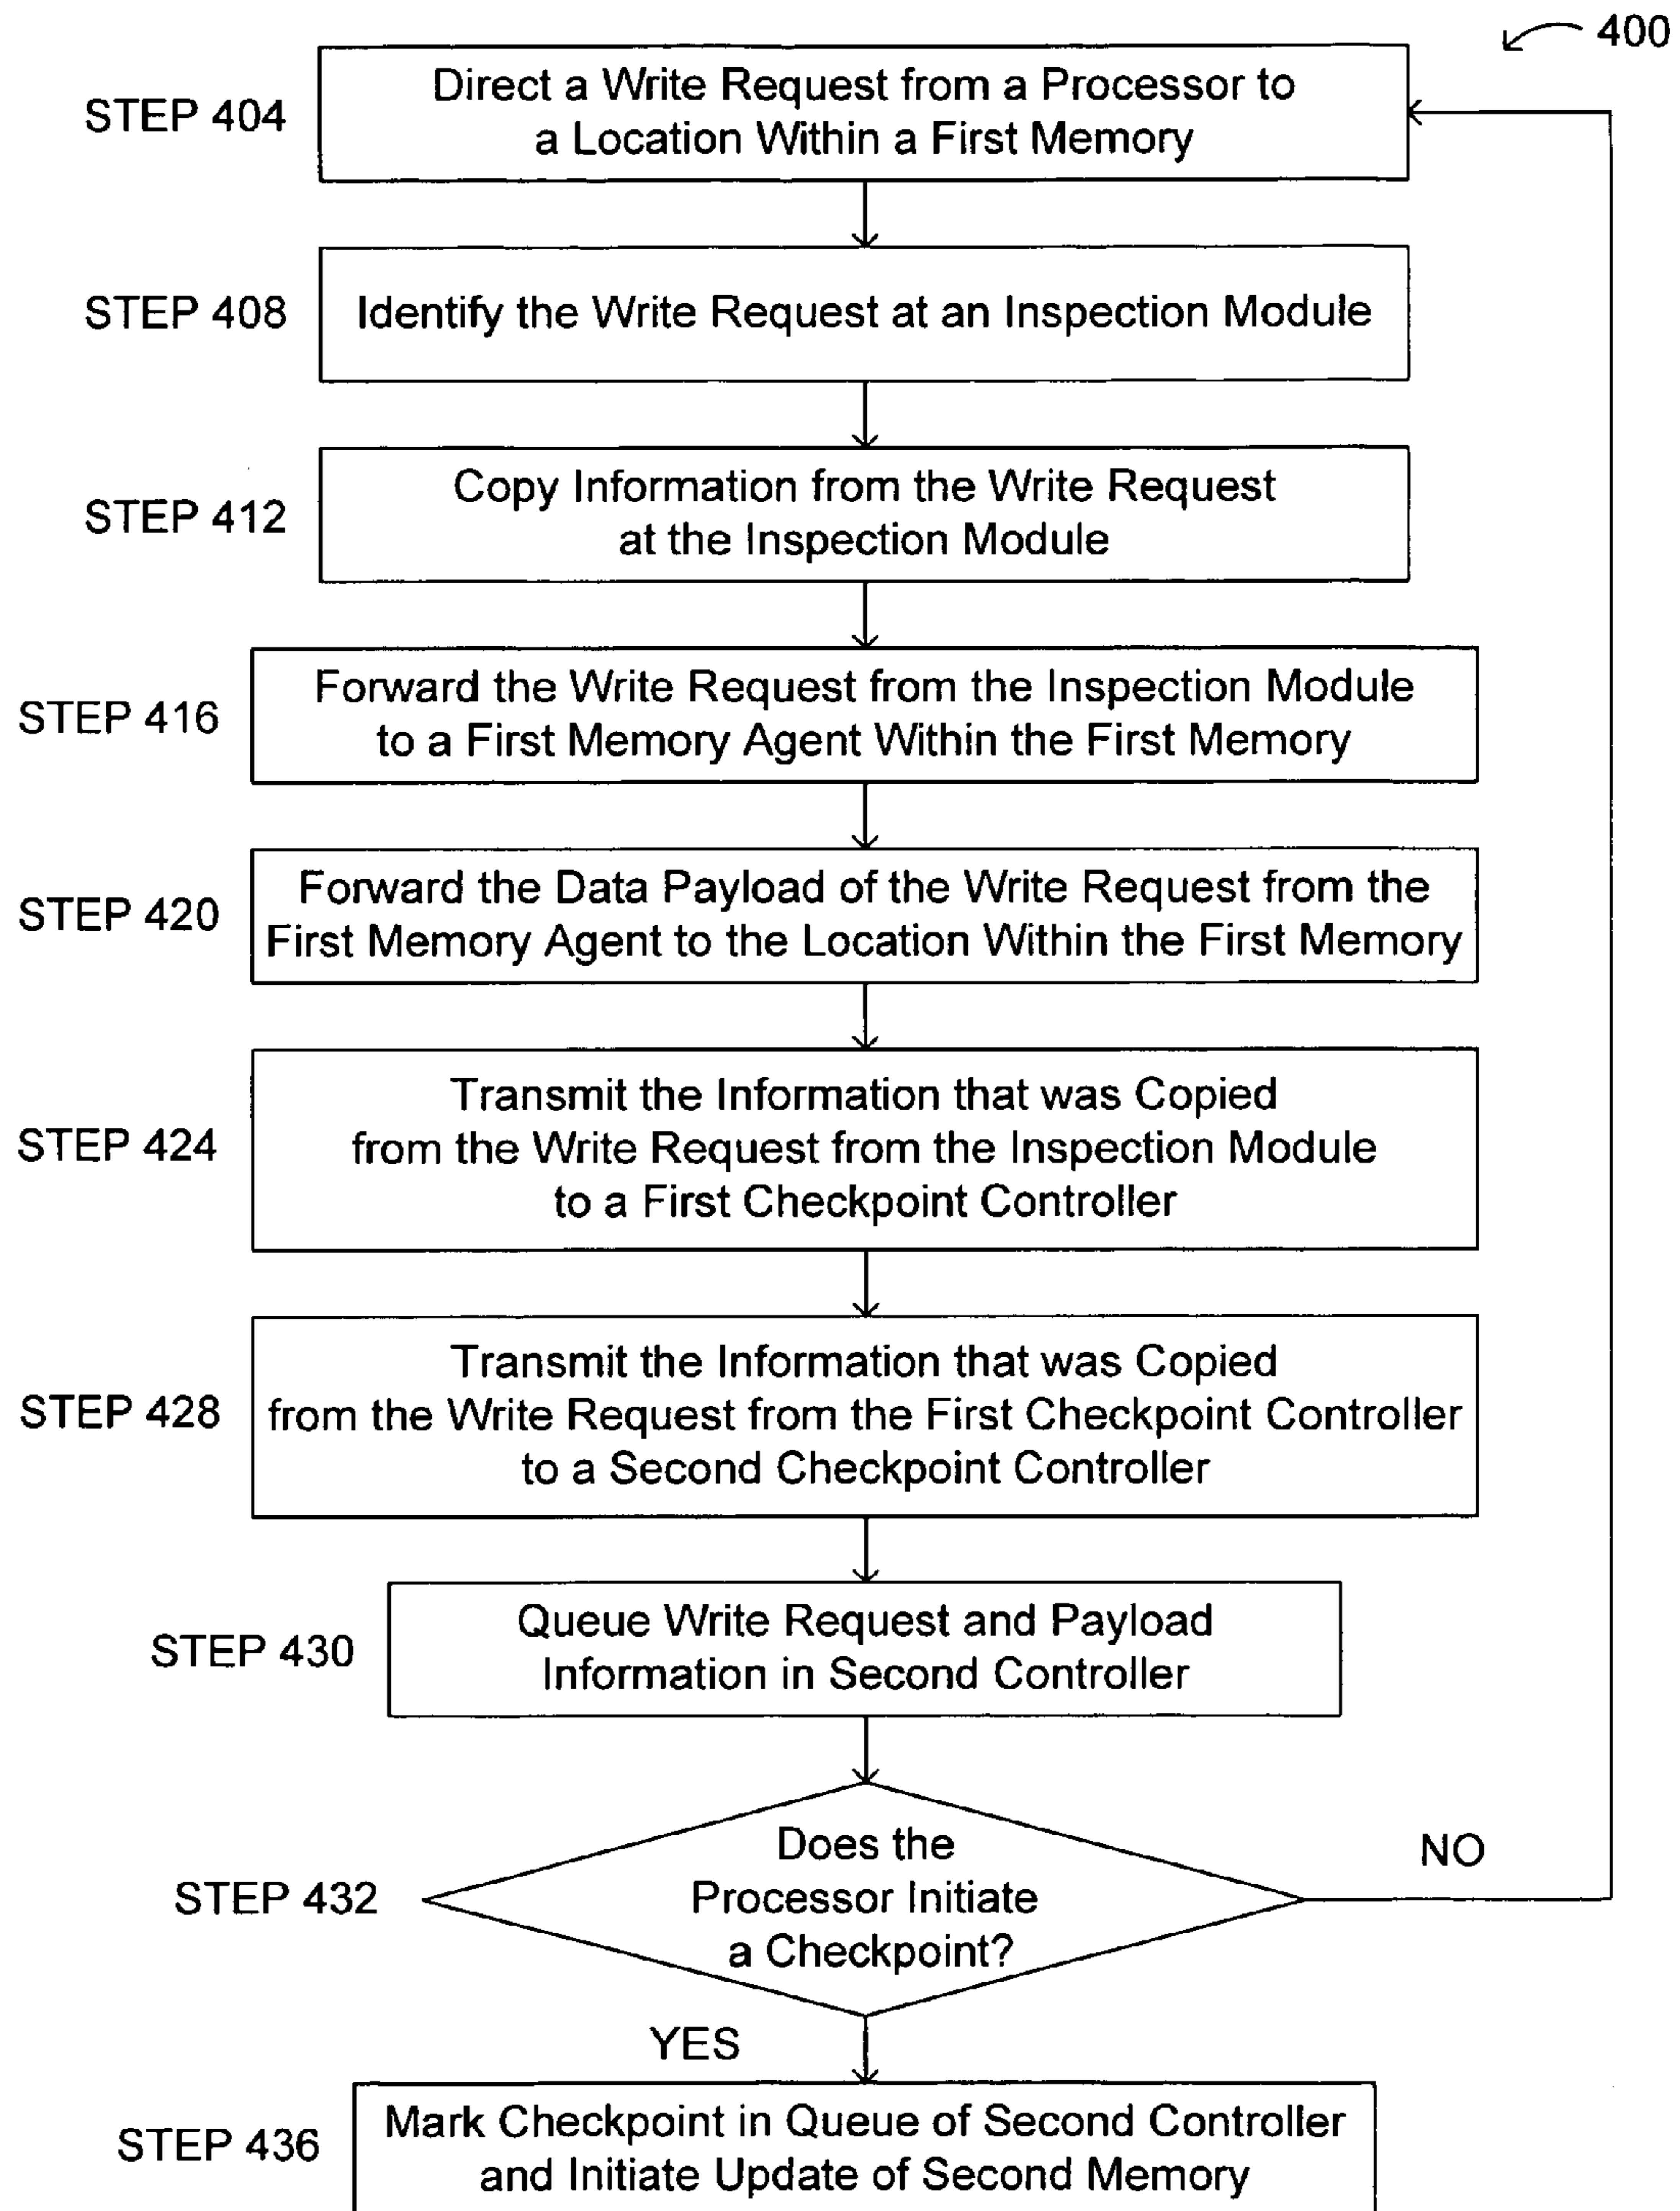 400
STEP 404
Direct a Write Request from a Processor to
a Location Within a First Memory
STEP 408
Identify the Write Request at an Inspection Module
STEP 412
Copy Information from the Write Request
at the Inspection Module
STEP 416
Forward the Write Request from the Inspection Module
to a First Memory Agent Within the First Memory
STEP 420
Forward the Data Payload of the Write Request from the
First Memory Agent to the Location Within the First Memory
STEP 424
Transmit the Information that was Copied
from the Write Request from the Inspection Module
to a First Checkpoint Controller
STEP 428
Transmit the Information that was Copied
from the Write Request from the First Checkpoint Controller
to a Second Checkpoint Controller
STEP 430
Queue Write Request and Payload
Information in Second Controller
STEP 432
Does the
Processor Initiate
a Checkpoint?
NO
YES
STEP 436
Mark Checkpoint in Queue of Second Controller
and Initiate Update of Second Memory